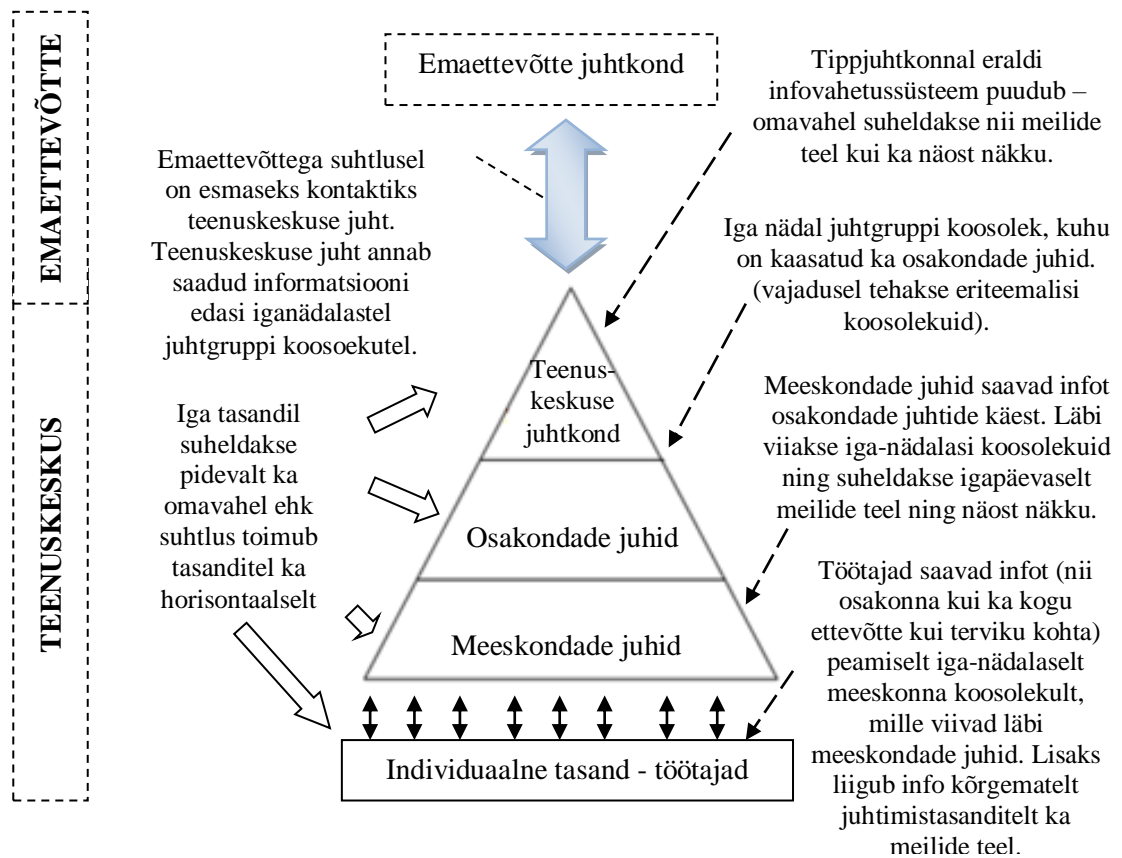 EMAETTEVÕTTE
TEENUSKESKUS
Emaettevõtte juhtkond
Emaettevõttega suhtlusel
on esmaseks kontaktiks
teenuskeskuse juht.
Teenuskeskuse juht annab
saadud informatsiooni
edasi iganädalastel
juhtgruppi koosoekutel.
Iga tasandil
suheldakse
pidevalt ka
omavahel ehk
suhtlus toimub
tasanditel ka
horisontaalselt
Teenus-
keskuse
juhtkond
Osakondade juhid
Meeskondade juhid
Individuaalne tasand - töötajad
Tippjuhtkonnal eraldi
infovahetussüsteem puudub –
omavahel suheldakse nii meilide
teel kui ka näost näkku.
Iga nädal juhtgruppi koosolek, kuhu
on kaasatud ka osakondade juhid.
(vajadusel tehakse eriteemalisi
koosolekuid).
Meeskondade juhid saavad infot
osakondade juhtide käest. Läbi
viiakse iga-nädalasi koosolekuid
ning suheldakse igapäevaselt
meilide teel ning näost näkku.
Töötajad saavad infot (nii
osakonna kui ka kogu
ettevõtte kui terviku kohta)
peamiselt iga-nädalaselt
meeskonna koosolekult,
mille viivad läbi
meeskondade juhid. Lisaks
liigub info kõrgematelt
juhtimistasanditelt ka
meilide teel.